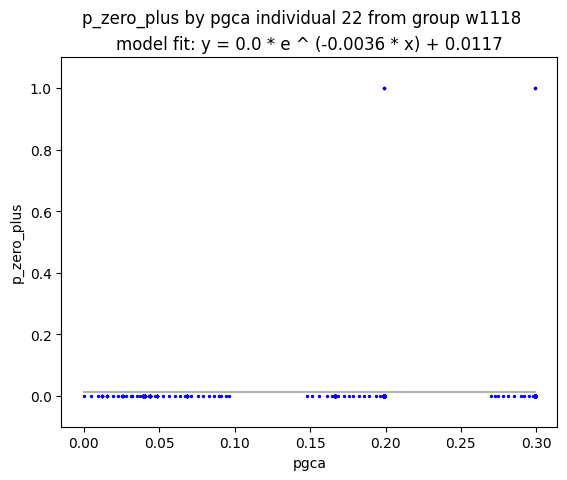 p_zero_plus by pgca individual 22 from group w1118
model fit: y = 0.0 * e ^ (-0.0036 * x) + 0.0117
1.0
0.8
0.6
0.4
0.2
0.0
p_zero_plus
0.00 0.05 0.10 0.15 0.20 0.25 0.30
pgca